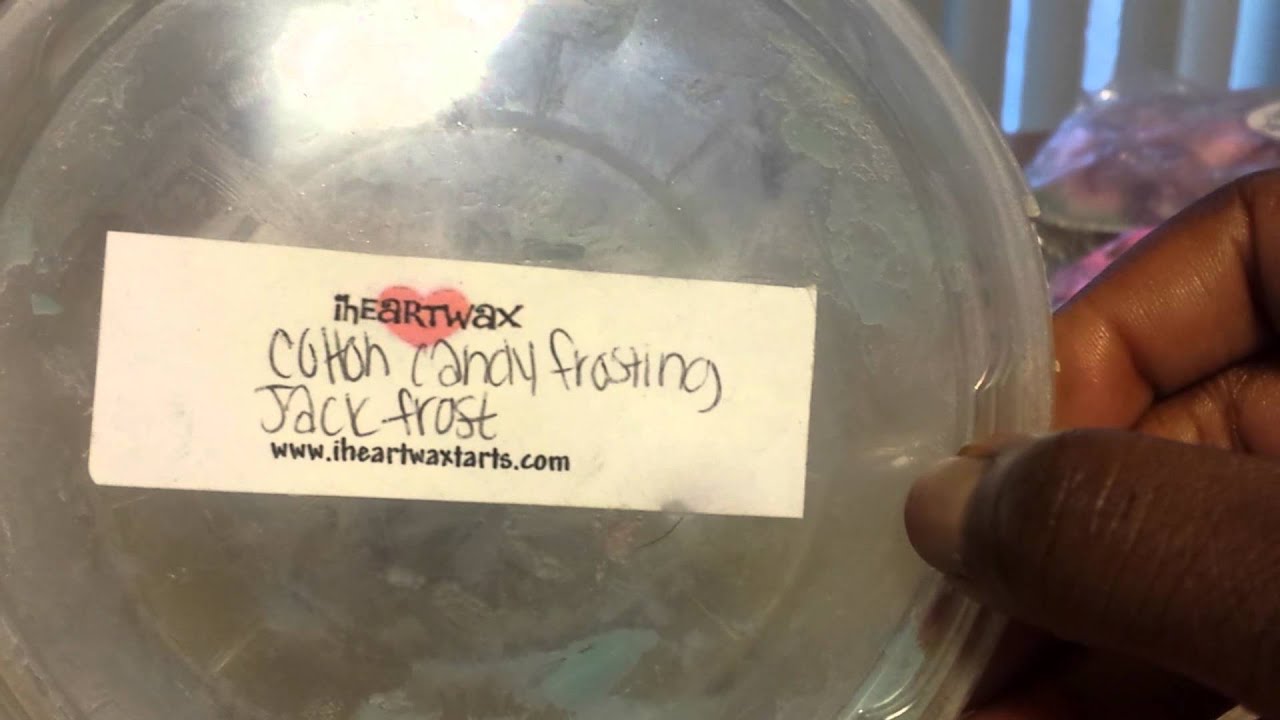 iHEARTWAX
Cotton candy frosting
Jack frost
www.iheartwaxtarts.com